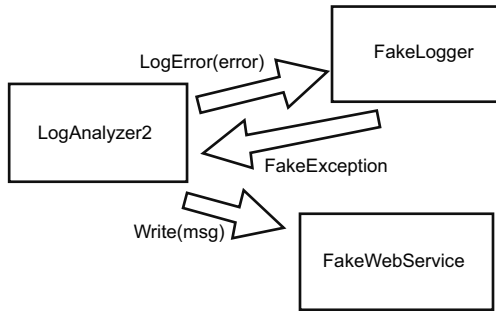 FakeLogger
LogError(error)
LogAnalyzer2
FakeException
Write(msg)
FakeWebService